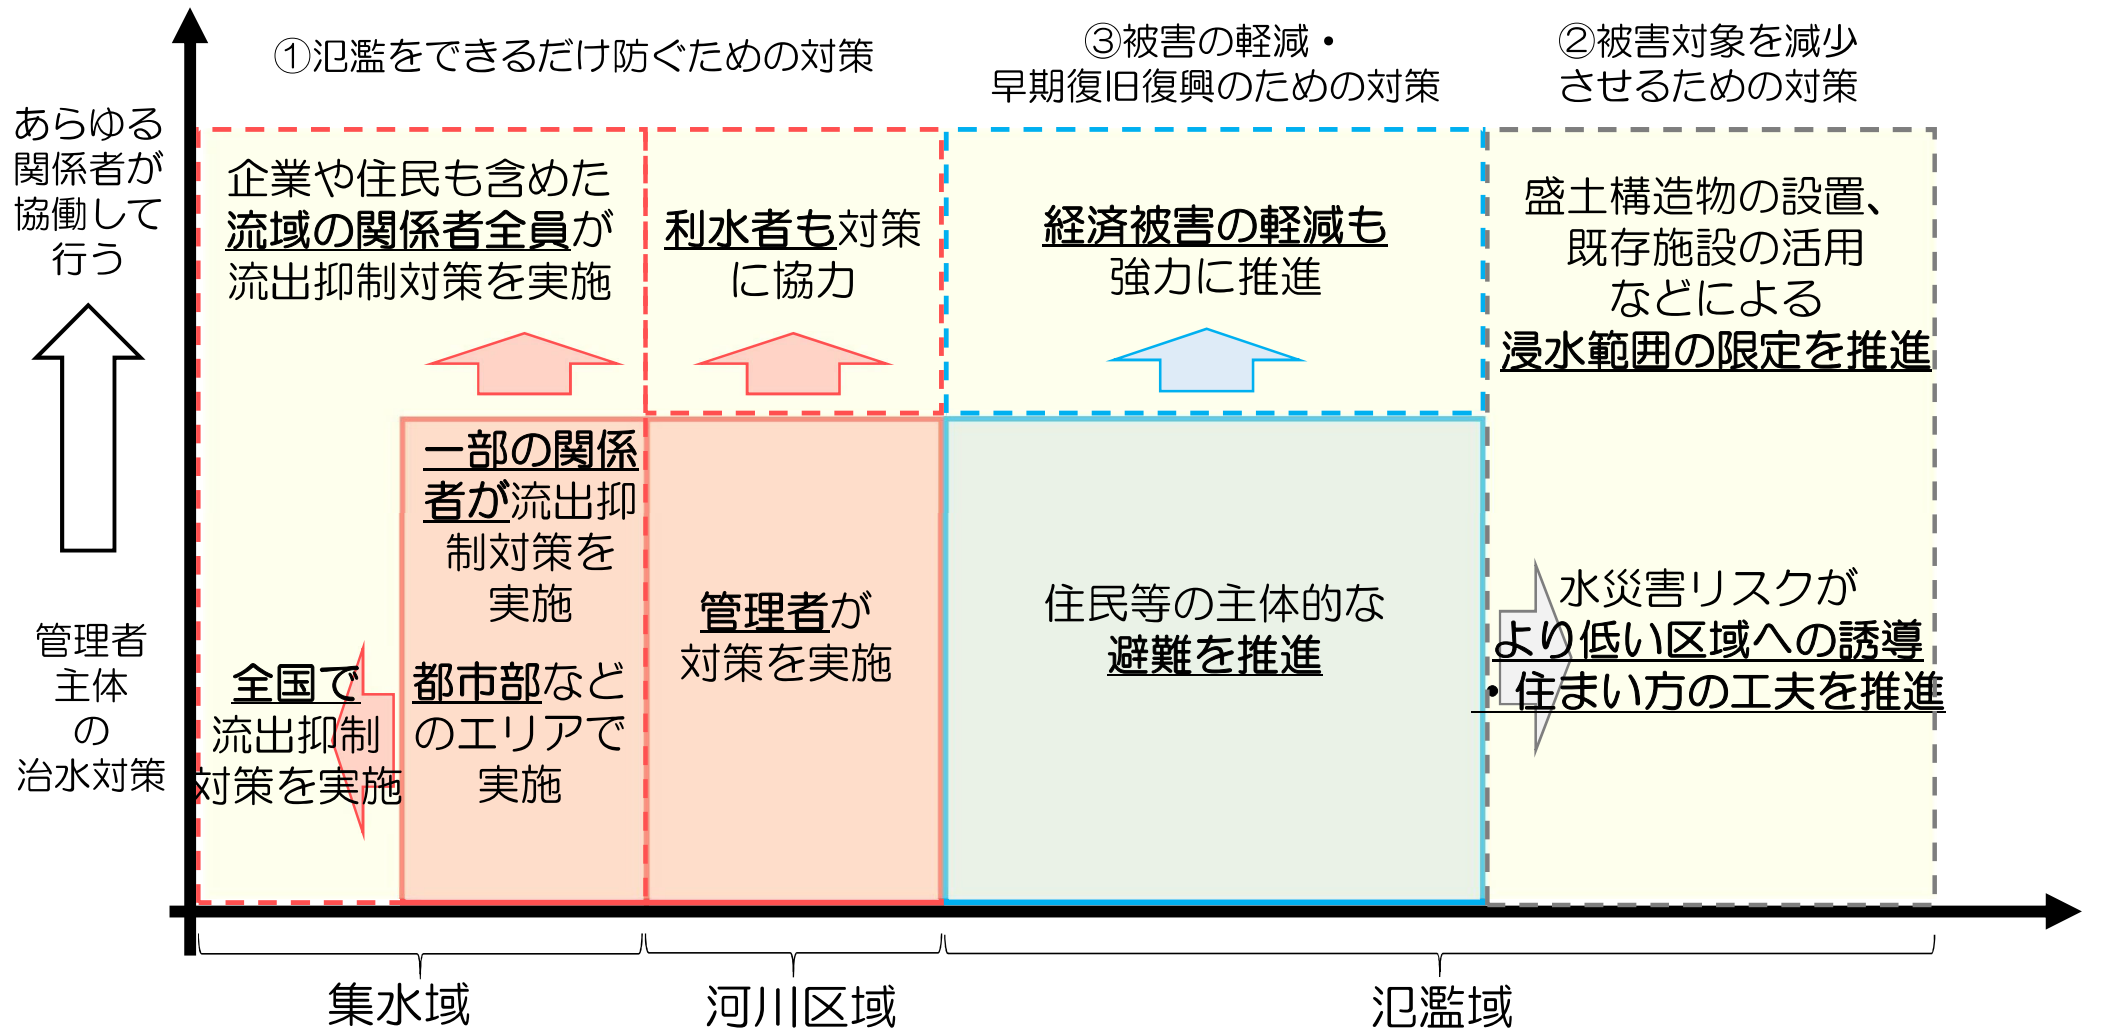 ①氾濫をできるだけ防ぐための対策
③被害の軽減・
早期復旧復興のための対策
②被害対象を減少
させるための対策
あらゆる
関係者が
協働して
行う
管理者
主体
の
治水対策
企業や住民も含めた
流域の関係者全員が
流出抑制対策を実施
利水者も対策
に協力
経済被害の軽減も
強力に推進
盛土構造物の設置、
既存施設の活用
などによる
浸水範囲の限定を推進
一部の関係
者が流出抑
制対策を
実施
都市部など
のエリアで
実施
全国で
流出抑制
対策を実施
管理者が
対策を実施
住民等の主体的な
避難を推進
水災害リスクが
より低い区域への誘導
・住まい方の工夫を推進
集水域
河川区域
氾濫域